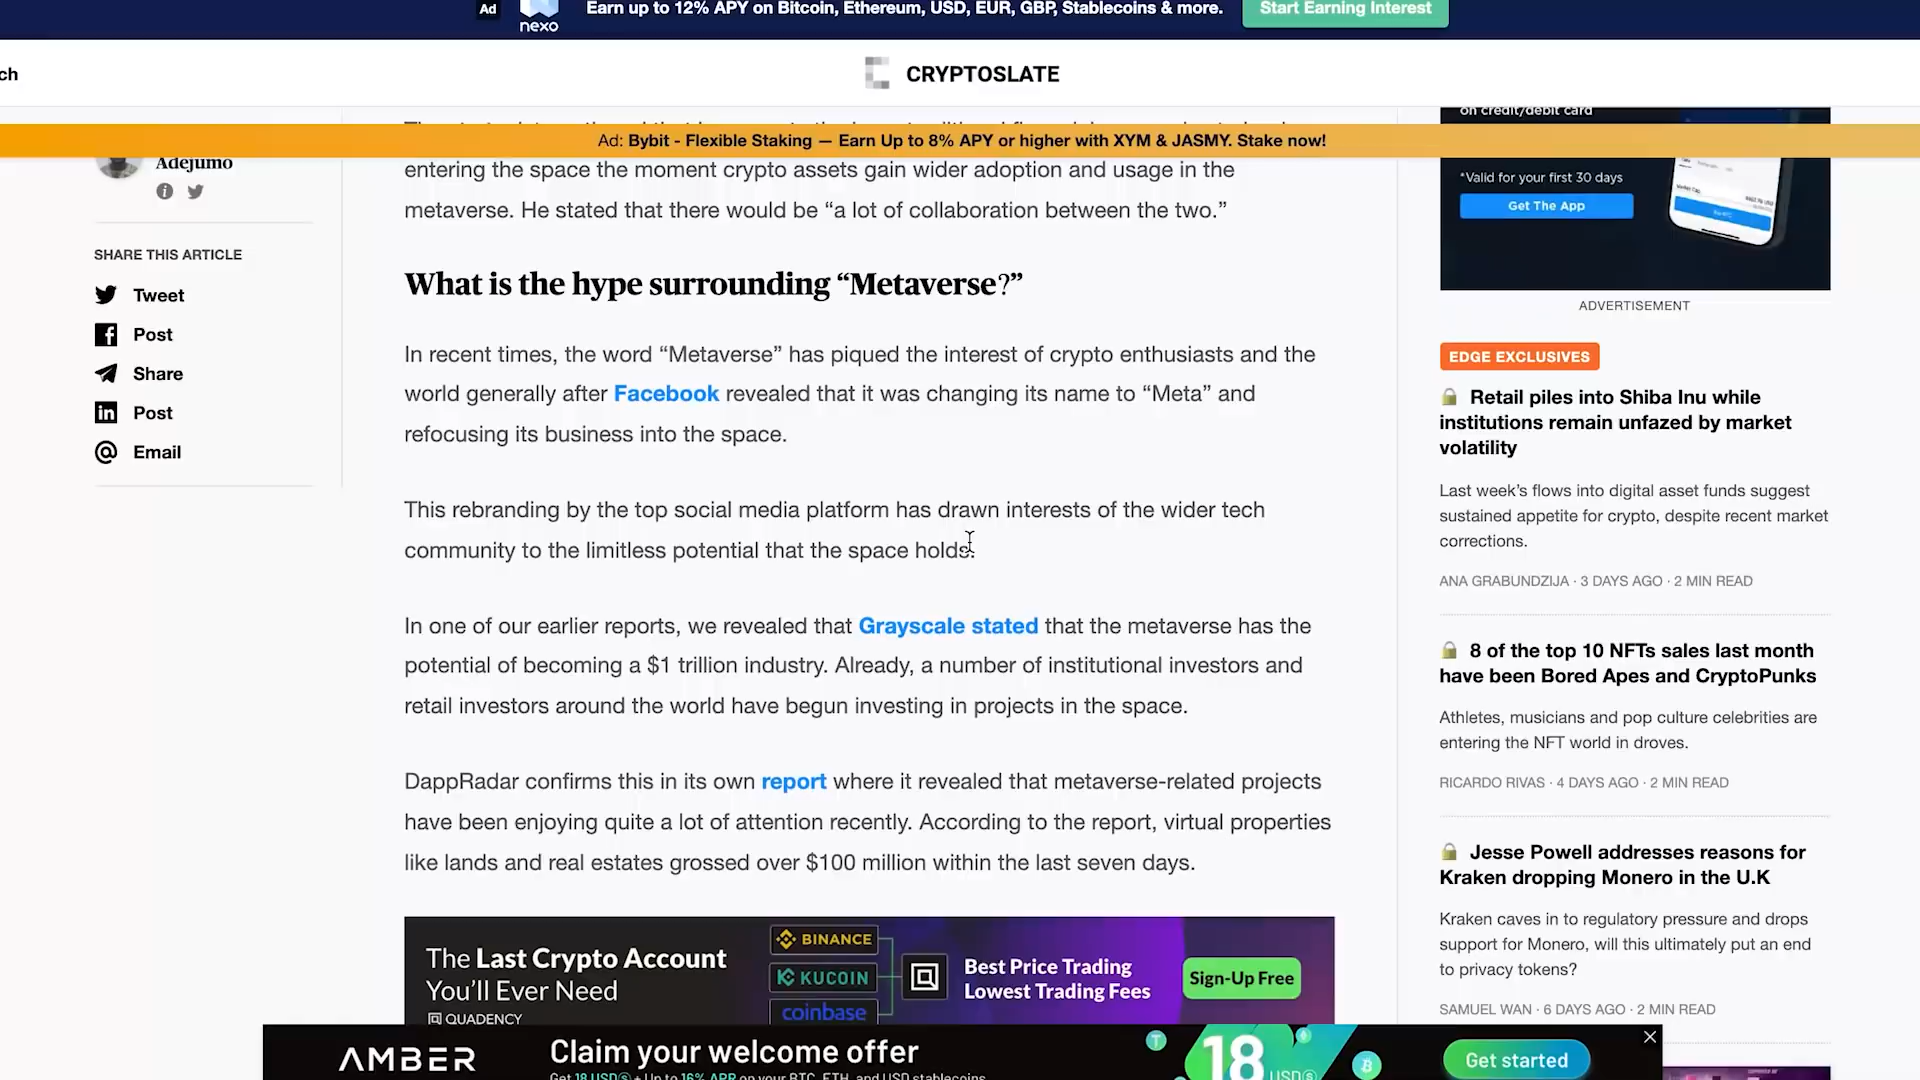 Ad
nexo
Earn up to 12% APY on Bitcoin, Ethereum, USD, EUR, GBP, Stablecoins & more.
Start Earning Interest
ch
CRYPTOSLATE
Ad: Bybit - Flexible Staking — Earn Up to 8% APY or higher with XYM & JASMY. Stake now!
Adejumo
SHARE THIS ARTICLE
Tweet
Post
Share
Post
Email
entering the space the moment crypto assets gain wider adoption and usage in the
metaverse. He stated that there would be “a lot of collaboration between the two.”
What is the hype surrounding “Metaverse?”
In recent times, the word “Metaverse” has piqued the interest of crypto enthusiasts and the
world generally after Facebook revealed that it was changing its name to “Meta” and
refocusing its business into the space.
This rebranding by the top social media platform has drawn interests of the wider tech
community to the limitless potential that the space holds.
In one of our earlier reports, we revealed that Grayscale stated that the metaverse has the
potential of becoming a $1 trillion industry. Already, a number of institutional investors and
retail investors around the world have begun investing in projects in the space.
DappRadar confirms this in its own report where it revealed that metaverse-related projects
have been enjoying quite a lot of attention recently. According to the report, virtual properties
like lands and real estates grossed over $100 million within the last seven days.
The Last Crypto Account
You’ll Ever Need
QUADENCY
BINANCE
KUCOIN
coinbase
Best Price Trading
Lowest Trading Fees
Sign-Up Free
on credit/debit card
*Valid for your first 30 days
Get The App
ADVERTISEMENT
EDGE EXCLUSIVES
Retail piles into Shiba Inu while
institutions remain unfazed by market
volatility
Last week’s flows into digital asset funds suggest
sustained appetite for crypto, despite recent market
corrections.
ANA GRABUNDZIJA · 3 DAYS AGO · 2 MIN READ
8 of the top 10 NFTs sales last month
have been Bored Apes and CryptoPunks
Athletes, musicians and pop culture celebrities are
entering the NFT world in droves.
RICARDO RIVAS · 4 DAYS AGO · 2 MIN READ
Jesse Powell addresses reasons for
Kraken dropping Monero in the U.K
Kraken caves in to regulatory pressure and drops
support for Monero, will this ultimately put an end
to privacy tokens?
SAMUEL WAN · 6 DAYS AGO · 2 MIN READ
AMBER
Claim your welcome offer
Get 18 USDⓈ + Up to 16% APR on your BTC, ETH, and USD stablecoins
18
USDⓈ
Get started